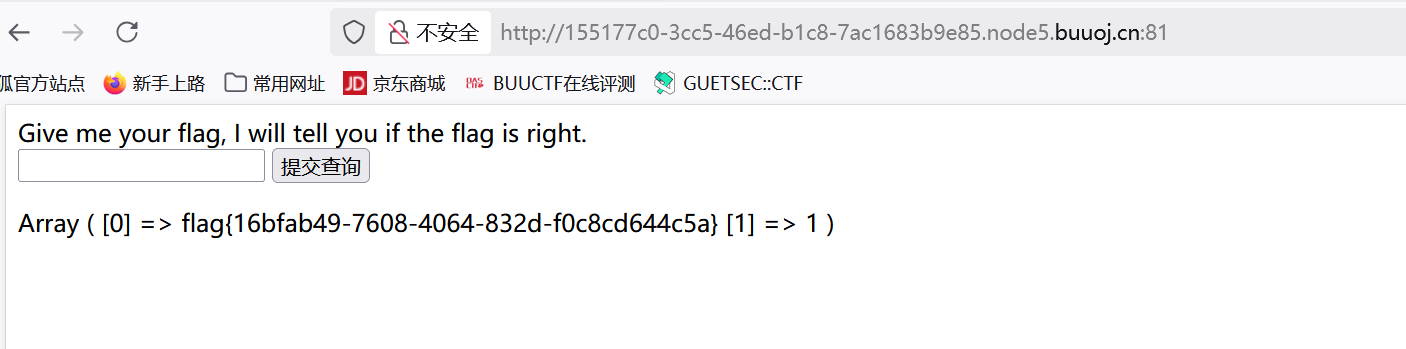 不安全 http://155177c0-3cc5-46ed-b1c8-7ac1683b9e85.node5.buuoj.cn:81
狐官方站点 新手上路 常用网址 JD 京东商城 BUUCTF在线评测 GUETSEC::CTF
Give me your flag, I will tell you if the flag is right.
提交查询
Array ( [0] => flag{16bfab49-7608-4064-832d-f0c8cd644c5a} [1] => 1 )